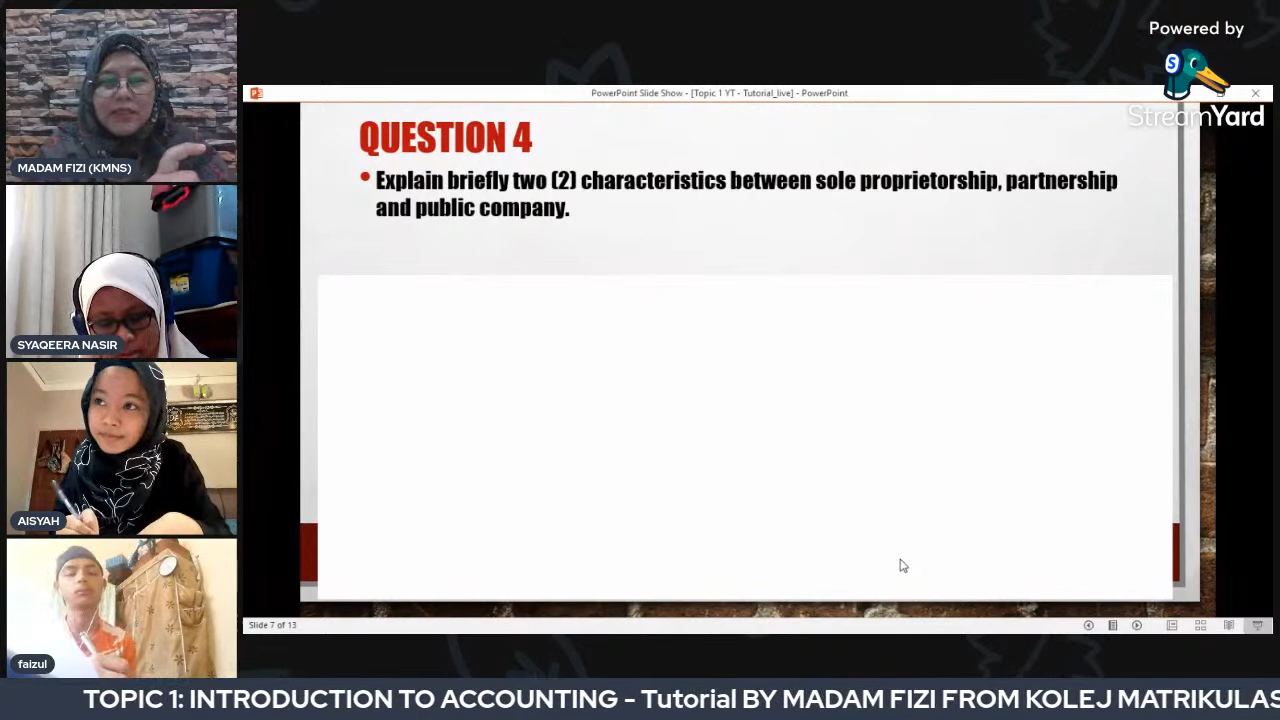 Powered by
S
StreamYard
PowerPoint Slide Show - [Topic 1 YT - Tutorial_live] - PowerPoint
QUESTION 4
• Explain briefly two (2) characteristics between sole proprietorship, partnership
and public company.
MADAM FIZI (KMNS)
SYAQEERA NASIR
AISYAH
faizul
Slide 7 of 13
TOPIC 1: INTRODUCTION TO ACCOUNTING - Tutorial BY MADAM FIZI FROM KOLEJ MATRIKULAS